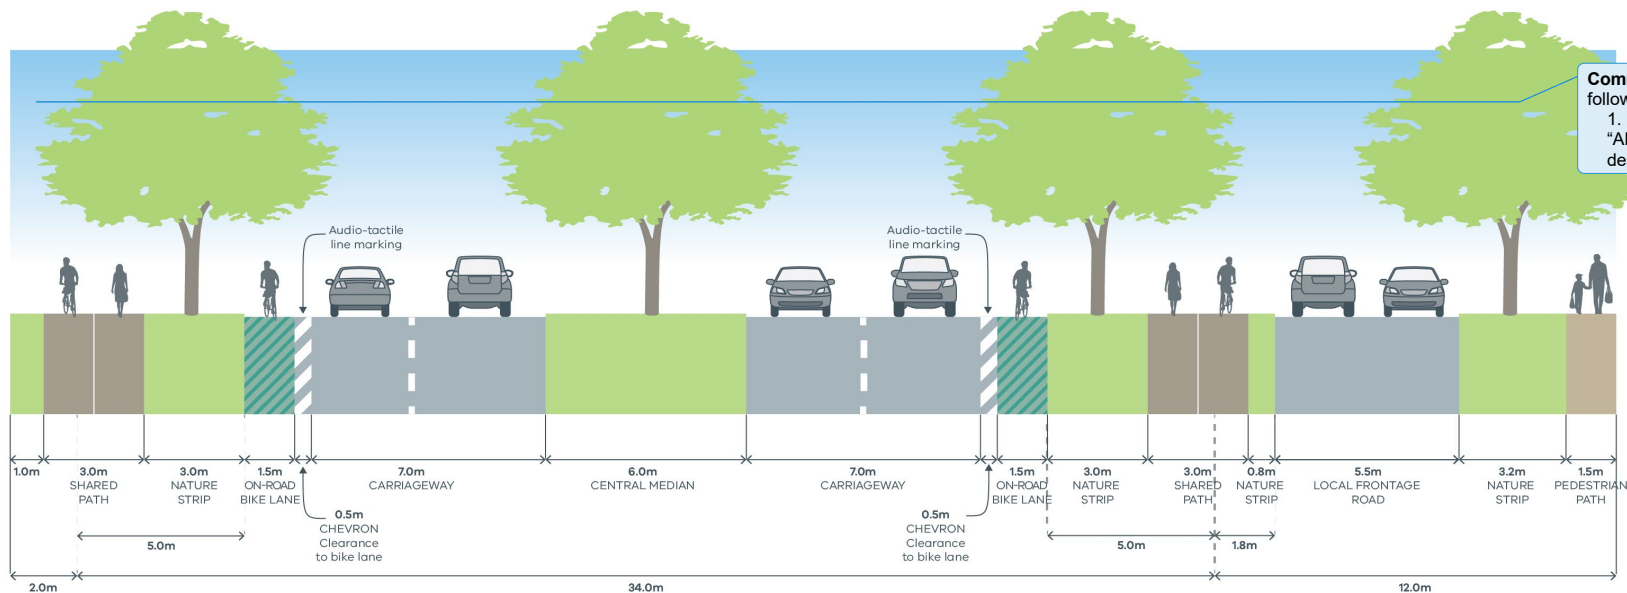 Com
follow
1.
“Al
de
Audio-tactile
line marking
Audio-tactile
line marking
1.0m
3.0m
SHARED
PATH
3.0m
NATURE
STRIP
1.5m
ON-ROAD
BIKE LANE
7.0m
CARRIAGEWAY
6.0m
CENTRAL MEDIAN
7.0m
CARRIAGEWAY
1.5m
ON-ROAD
BIKE LANE
3.0m
NATURE
STRIP
3.0m
SHARED
PATH
0.8m
NATURE
STRIP
5.5m
LOCAL FRONTAGE
ROAD
3.2m
NATURE
STRIP
1.5m
PEDESTRIAN
PATH
0.5m
CHEVRON
Clearance
to bike lane
0.5m
CHEVRON
Clearance
to bike lane
5.0m
5.0m
1.8m
2.0m
34.0m
12.0m